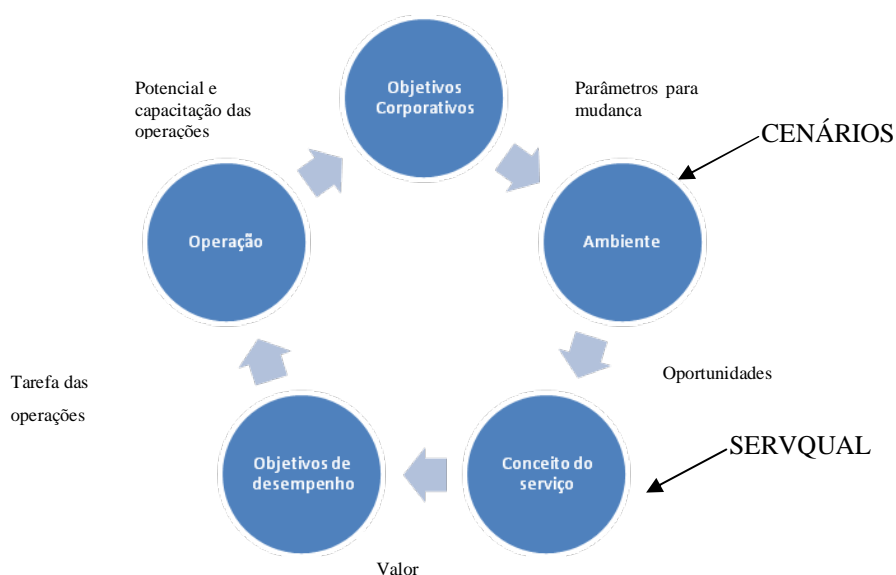 Potencial e
capacitação das
operações
Objetivos
Corporativos
Parâmetros para
mudança
CENÁRIOS
Operação
Ambiente
Tarefa das
operações
Oportunidades
Objetivos de
desempenho
Conceito do
serviço
SERVQUAL
Valor